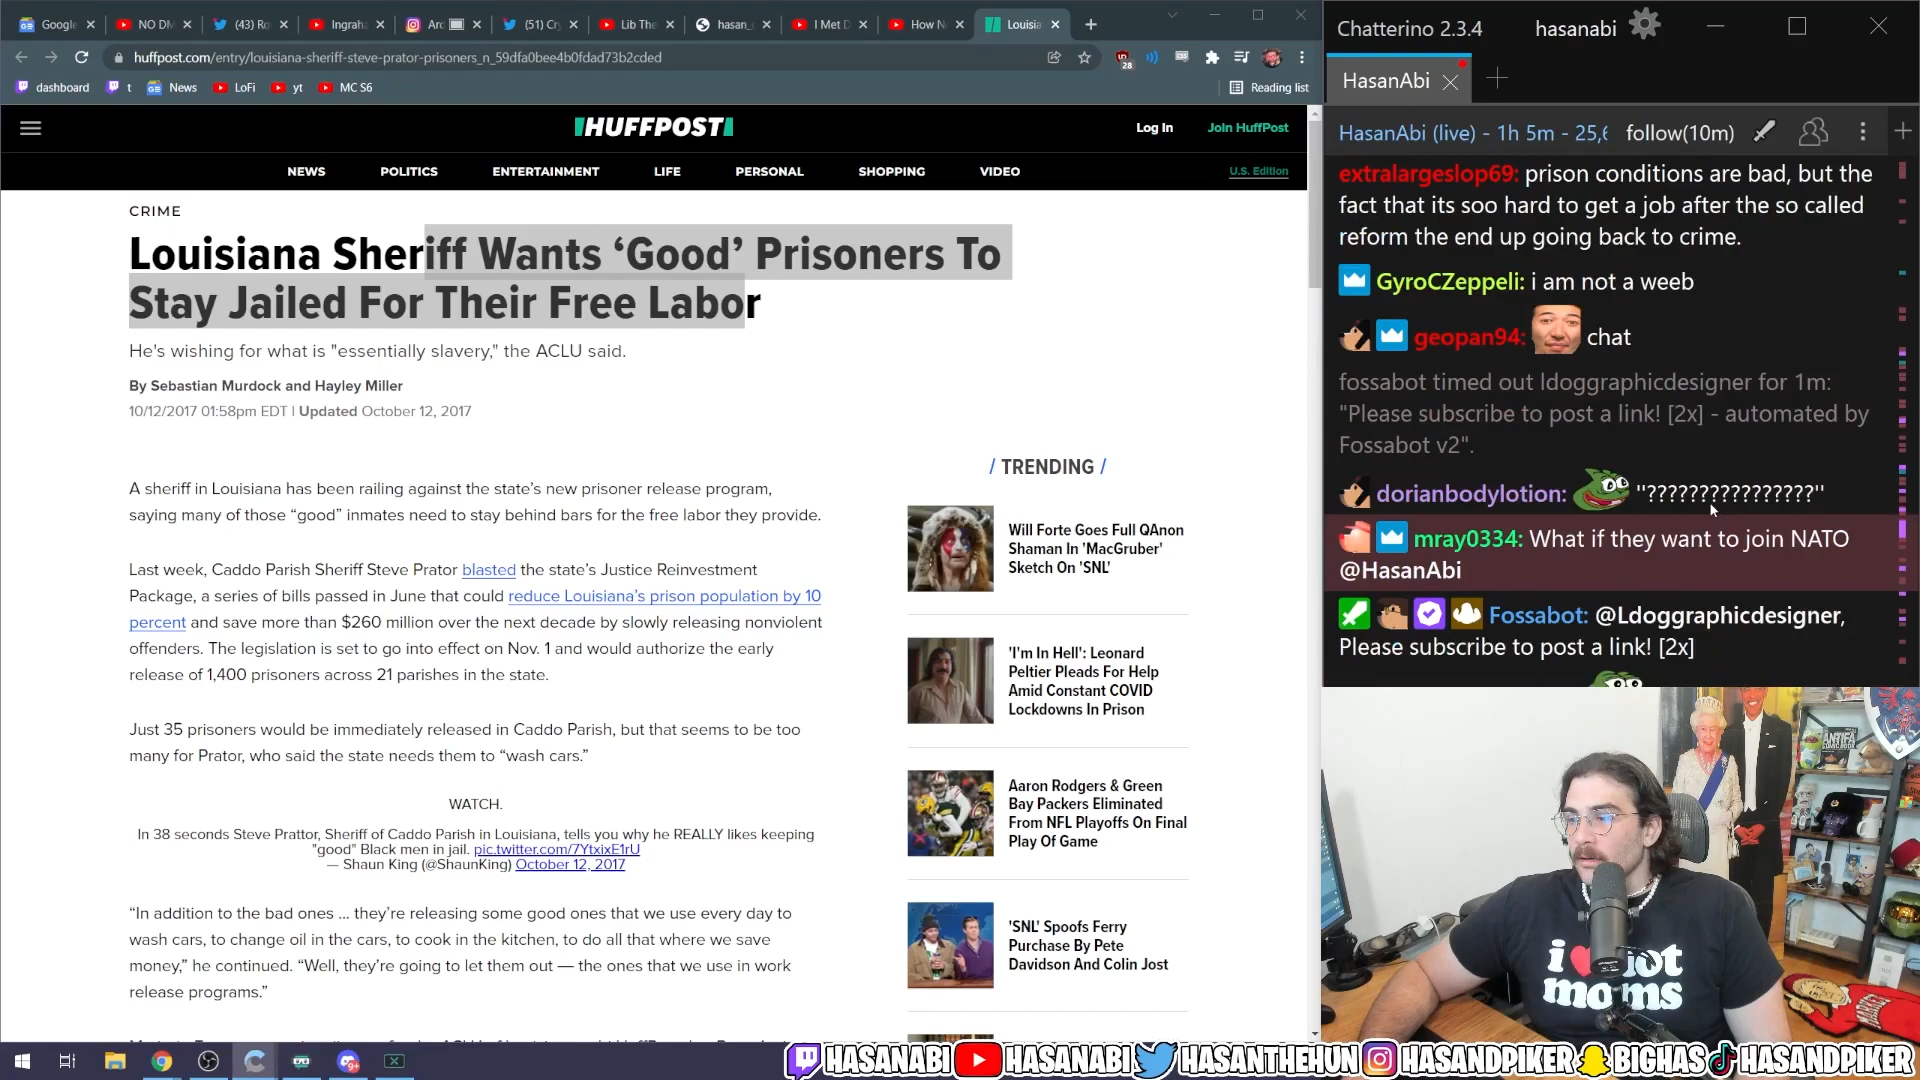 Google
NO DI
(43) Ro
Ingrah
Ard
(51) Cry
Lib The
hasan_
I Met D
How N
Louisia
huffpost.com/entry/louisiana-sheriff-steve-prator-prisoners_n_59dfa0bee4b0fdad73b2cded
28
dashboard
t
News
LoFi
yt
MC S6
Reading list
HUFFPOST
Log In
Join HuffPost
NEWS
POLITICS
ENTERTAINMENT
LIFE
PERSONAL
SHOPPING
VIDEO
U.S. Edition
CRIME
Louisiana Sheriff Wants ‘Good’ Prisoners To
Stay Jailed For Their Free Labor
He's wishing for what is "essentially slavery," the ACLU said.
By Sebastian Murdock and Hayley Miller
10/12/2017 01:58pm EDT | Updated October 12, 2017
A sheriff in Louisiana has been railing against the state’s new prisoner release program,
saying many of those “good” inmates need to stay behind bars for the free labor they provide.
Last week, Caddo Parish Sheriff Steve Prator blasted the state’s Justice Reinvestment
Package, a series of bills passed in June that could reduce Louisiana’s prison population by 10
percent and save more than $260 million over the next decade by slowly releasing nonviolent
offenders. The legislation is set to go into effect on Nov. 1 and would authorize the early
release of 1,400 prisoners across 21 parishes in the state.
Just 35 prisoners would be immediately released in Caddo Parish, but that seems to be too
many for Prator, who said the state needs them to “wash cars.”
WATCH.
In 38 seconds Steve Prattor, Sheriff of Caddo Parish in Louisiana, tells you why he REALLY likes keeping
"good" Black men in jail. pic.twitter.com/7YtxixE1rU
— Shaun King (@ShaunKing) October 12, 2017
“In addition to the bad ones ... they’re releasing some good ones that we use every day to
wash cars, to change oil in the cars, to cook in the kitchen, to do all that where we save
money,” he continued. “Well, they’re going to let them out — the ones that we use in work
release programs.”
/ TRENDING /
Will Forte Goes Full QAnon
Shaman In 'MacGruber'
Sketch On 'SNL'
'I'm In Hell': Leonard
Peltier Pleads For Help
Amid Constant COVID
Lockdowns In Prison
Aaron Rodgers & Green
Bay Packers Eliminated
From NFL Playoffs On Final
Play Of Game
'SNL' Spoofs Ferry
Purchase By Pete
Davidson And Colin Jost
Chatterino 2.3.4
hasanabi
HasanAbi
HasanAbi (live) - 1h 5m - 25,6
follow(10m)
extralargeslop69: prison conditions are bad, but the
fact that its soo hard to get a job after the so called
reform the end up going back to crime.
GyroCZeppeli: i am not a weeb
geopan94: chat
fossabot timed out ldoggraphicdesigner for 1m:
"Please subscribe to post a link! [2x] - automated by
Fossabot v2".
dorianbodylotion: "????????????????"
mray0334: What if they want to join NATO
@HasanAbi
Fossabot: @Ldoggraphicdesigner,
Please subscribe to post a link! [2x]
ANTIFA
i hot
moms
HASANABI
HASANABI
HASANTHEHUN
HASANDPIKER
BIGHAS
HASANDPIKER